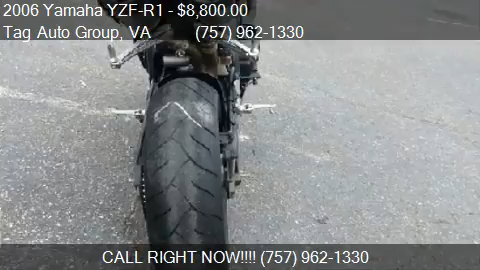 2006 Yamaha YZF-R1 - $8,800.00
Tag Auto Group, VA (757) 962-1330
CALL RIGHT NOW!!!! (757) 962-1330